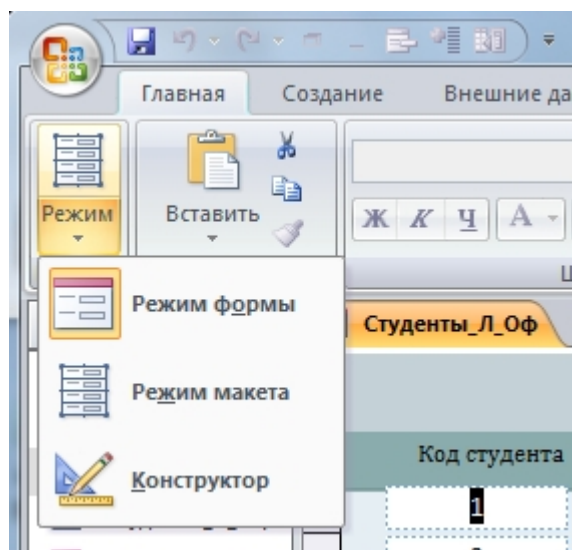 Главная Создание Внешние да
Режим Вставить
Ж К Ч А
Режим формы
Студенты_Л_Оф
Режим макета
Код студента
Конструктор
1